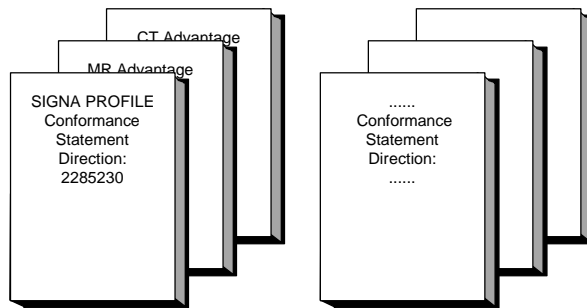 CT Advantage
MR Advantage
SIGNA PROFILE
Conformance
Statement
Direction:
2285230
......
Conformance
Statement
Direction:
......